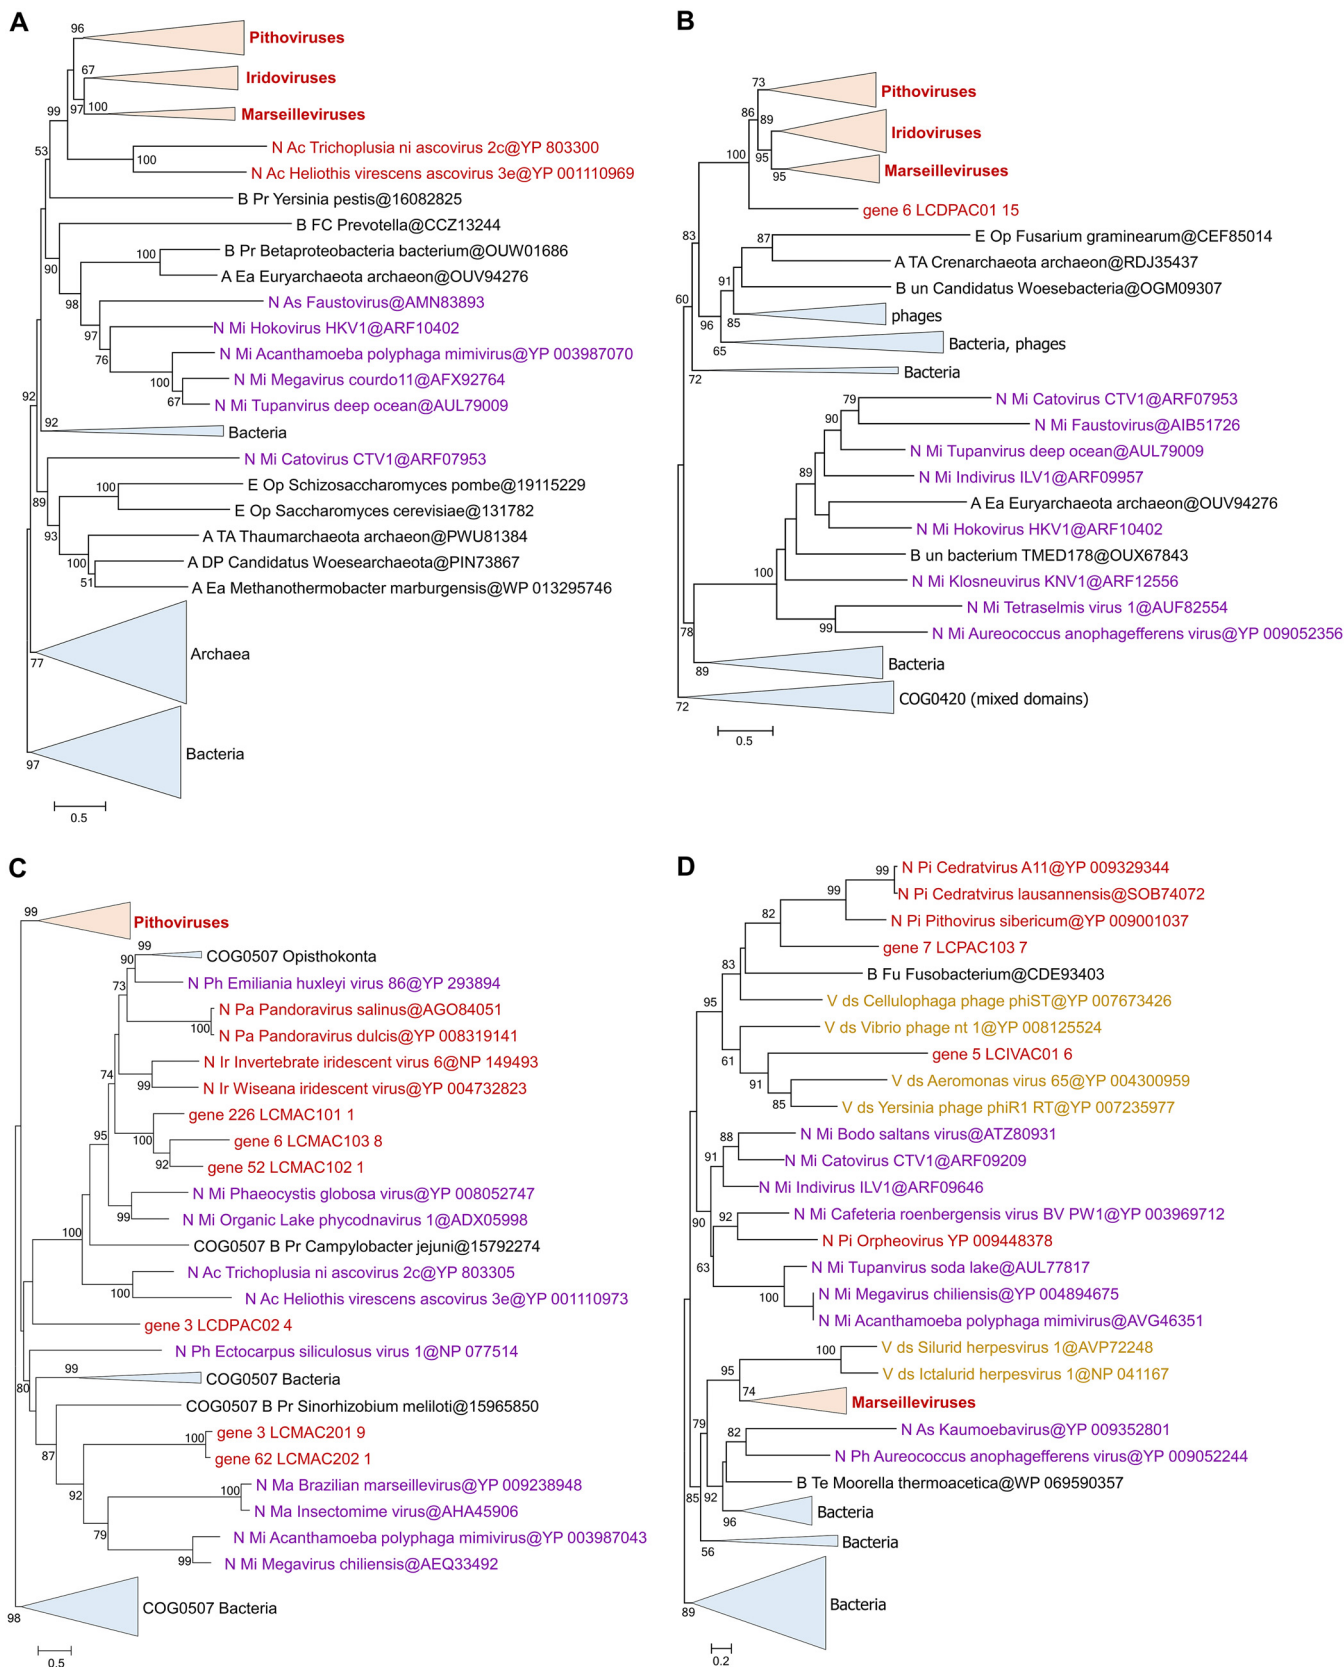 A
96
Pithoviruses
67
Iridoviruses
99
97
100
Marseilleviruses
N Ac Trichoplusia ni ascovirus 2c@YP 803300
53
100
N Ac Heliothis virescens ascovirus 3e@YP 001110969
B Pr Yersinia pestis@16082825
B FC Prevotella@CCZ13244
B Pr Betaproteobacteria bacterium@OUW01686
100
90
A Ea Euryarchaeota archaeon@OUV94276
98
N As Faustovirus@AMN83893
97
N Mi Hokovirus HKV1@ARF10402
76
N Mi Acanthamoeba polyphaga mimivirus@YP 003987070
100
N Mi Megavirus courdo11@AFX92764
92
67
N Mi Tupanvirus deep ocean@AUL79009
92
Bacteria
N Mi Catovirus CTV1@ARF07953
100
E Op Schizosaccharomyces pombe@19115229
89
E Op Saccharomyces cerevisiae@131782
93
A TA Thaumarchaeota archaeon@PWU81384
100
A DP Candidatus Woesearchaeota@PIN73867
51
A Ea Methanothermobacter marburgensis@WP 013295746
Archaea
77
Bacteria
97
0.5
B
73
Pithoviruses
86
89
Iridoviruses
100
95
Marseilleviruses
95
gene 6 LCDPAC01 15
83
87
E Op Fusarium graminearum@CEF85014
A TA Crenarchaeota archaeon@RDJ35437
91
B un Candidatus Woesebacteria@OGM09307
60
96
85
phages
65
Bacteria, phages
72
Bacteria
79
N Mi Catovirus CTV1@ARF07953
90
N Mi Faustovirus@AIB51726
N Mi Tupanvirus deep ocean@AUL79009
89
N Mi Indivirus ILV1@ARF09957
A Ea Euryarchaeota archaeon@OUV94276
N Mi Hokovirus HKV1@ARF10402
B un bacterium TMED178@OUX67843
100
N Mi Klosneuvirus KNV1@ARF12556
N Mi Tetraselmis virus 1@AUF82554
78
99
N Mi Aureococcus anophagefferens virus@YP 009052356
89
Bacteria
72
COG0420 (mixed domains)
0.5
C
99
Pithoviruses
99
COG0507 Opisthokonta
90
N Ph Emiliania huxleyi virus 86@YP 293894
73
N Pa Pandoravirus salinus@AGO84051
100
N Pa Pandoravirus dulcis@YP 008319141
N Ir Invertebrate iridescent virus 6@NP 149493
74
99
N Ir Wiseana iridescent virus@YP 004732823
gene 226 LCMAC101 1
95
100
gene 6 LCMAC103 8
92
gene 52 LCMAC102 1
N Mi Phaeocystis globosa virus@YP 008052747
99
N Mi Organic Lake phycodnavirus 1@ADX05998
100
COG0507 B Pr Campylobacter jejuni@15792274
N Ac Trichoplusia ni ascovirus 2c@YP 803305
100
N Ac Heliothis virescens ascovirus 3e@YP 001110973
gene 3 LCDPAC02 4
N Ph Ectocarpus siliculosus virus 1@NP 077514
99
COG0507 Bacteria
80
COG0507 B Pr Sinorhizobium meliloti@15965850
gene 3 LCMAC201 9
100
87
gene 62 LCMAC202 1
N Ma Brazilian marseillevirus@YP 009238948
92
100
N Ma Insectomime virus@AHA45906
79
N Mi Acanthamoeba polyphaga mimivirus@YP 003987043
99
N Mi Megavirus chiliensis@AEQ33492
COG0507 Bacteria
98
0.5
D
99
N Pi Cedratvirus A11@YP 009329344
99
N Pi Cedratvirus lausannensis@SOB74072
82
N Pi Pithovirus sibericum@YP 009001037
gene 7 LCPAC103 7
83
B Fu Fusobacterium@CDE93403
95
V ds Cellulophaga phage phiST@YP 007673426
V ds Vibrio phage nt 1@YP 008125524
61
gene 5 LCIVAC01 6
91
V ds Aeromonas virus 65@YP 004300959
85
V ds Yersinia phage phiR1 RT@YP 007235977
88
N Mi Bodo saltans virus@ATZ80931
91
N Mi Catovirus CTV1@ARF09209
N Mi Indivirus ILV1@ARF09646
90
92
N Mi Cafeteria roenbergensis virus BV PW1@YP 003969712
N Pi Orpheovirus YP 009448378
63
N Mi Tupanvirus soda lake@AUL77817
100
N Mi Megavirus chiliensis@YP 004894675
N Mi Acanthamoeba polyphaga mimivirus@AVG46351
100
V ds Silurid herpesvirus 1@AVP72248
95
V ds Ictalurid herpesvirus 1@NP 041167
74
Marseilleviruses
79
82
N As Kaumoebavirus@YP 009352801
N Ph Aureococcus anophagefferens virus@YP 009052244
85
92
B Te Moorella thermoacetica@WP 069590357
96
Bacteria
56
Bacteria
89
Bacteria
0.2